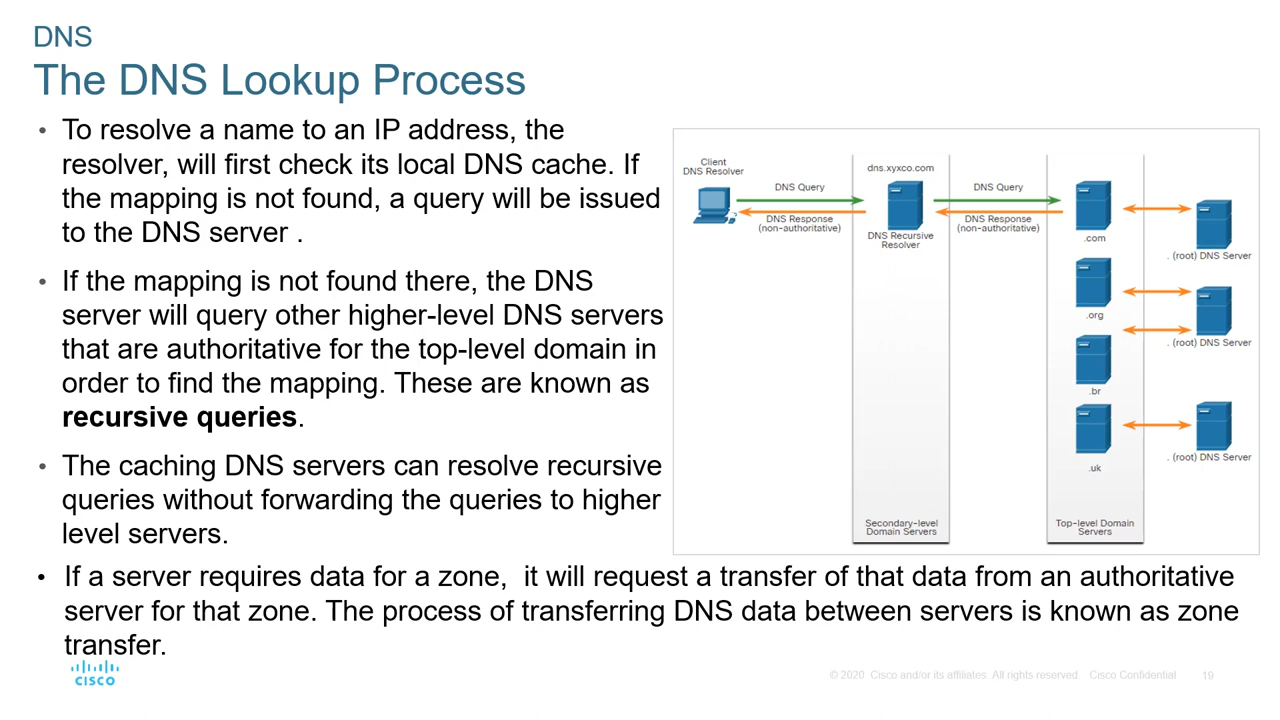 DNS
The DNS Lookup Process
• To resolve a name to an IP address, the
resolver, will first check its local DNS cache. If
the mapping is not found, a query will be issued
to the DNS server .
• If the mapping is not found there, the DNS
server will query other higher-level DNS servers
that are authoritative for the top-level domain in
order to find the mapping. These are known as
recursive queries.
• The caching DNS servers can resolve recursive
queries without forwarding the queries to higher
level servers.
• If a server requires data for a zone,  it will request a transfer of that data from an authoritative
server for that zone. The process of transferring DNS data between servers is known as zone
transfer.
Client
DNS Resolver
DNS Query
DNS Response
(non-authoritative)
dns.xyxco.com
DNS Recursive
Resolver
DNS Query
DNS Response
(non-authoritative)
.com
. (root) DNS Server
.org
. (root) DNS Server
.br
.uk
. (root) DNS Server
Secondary-level
Domain Servers
Top-level Domain
Servers
CISCO
© 2020 Cisco and/or its affiliates. All rights reserved. Cisco Confidential
19